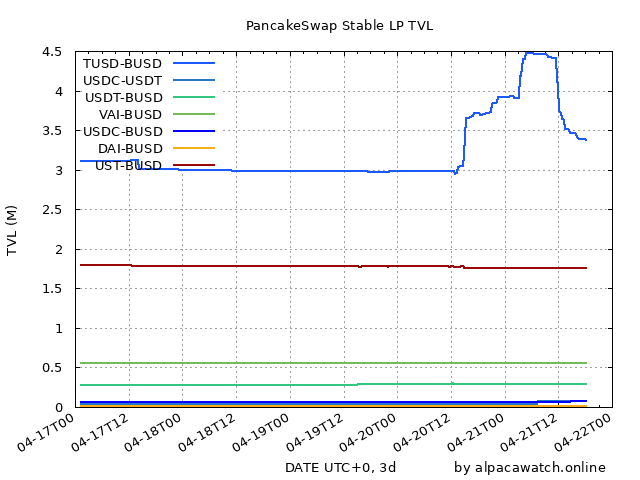 PancakeSwap Stable LP TVL
4.5
4
3.5
3
2.5
2
1.5
1
0.5
0
TVL (M)
TUSD-BUSD
USDC-USDT
USDT-BUSD
VAI-BUSD
USDC-BUSD
DAI-BUSD
UST-BUSD
04-17T00
04-17T12
04-18T00
04-18T12
04-19T00
04-19T12
04-20T00
04-20T12
04-21T00
04-21T12
04-22T00
DATE UTC+0, 3d
by alpacawatch.online